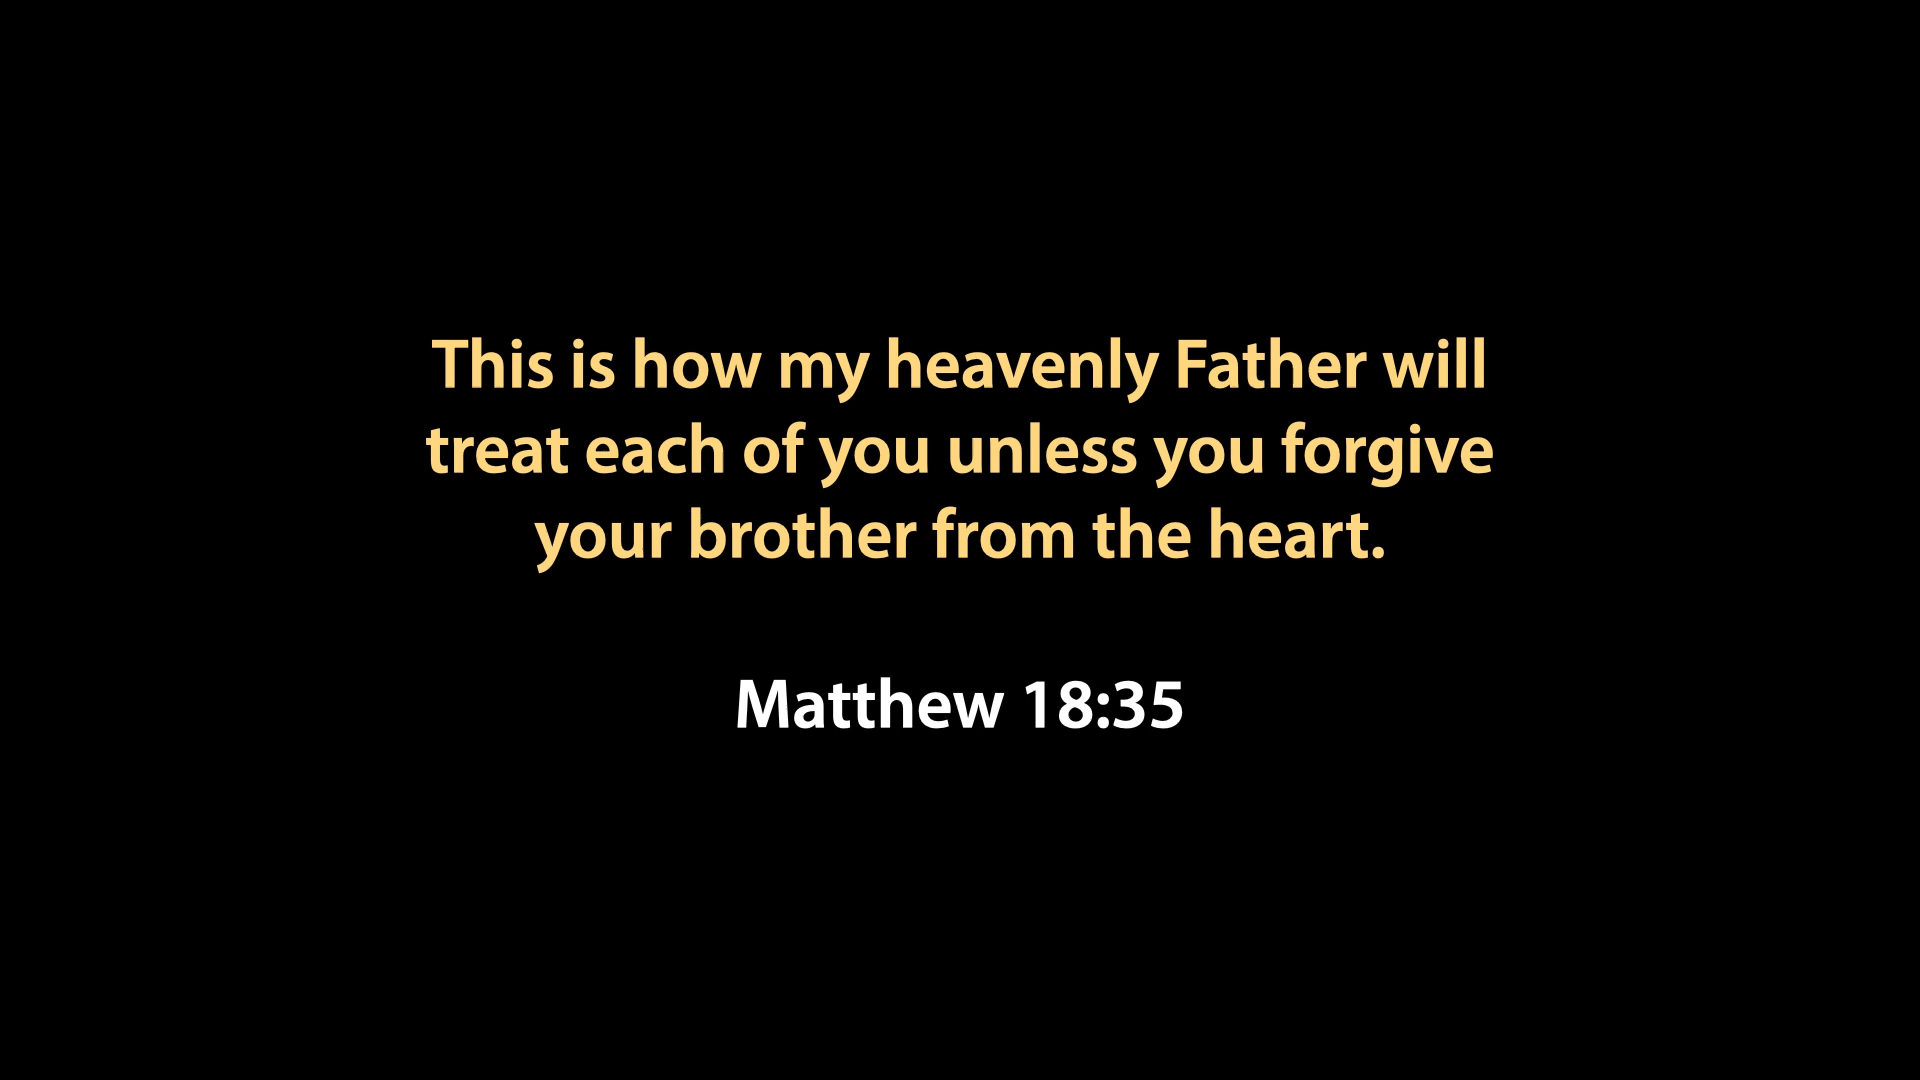 This is how my heavenly Father will
treat each of you unless you forgive
your brother from the heart.
Matthew 18:35